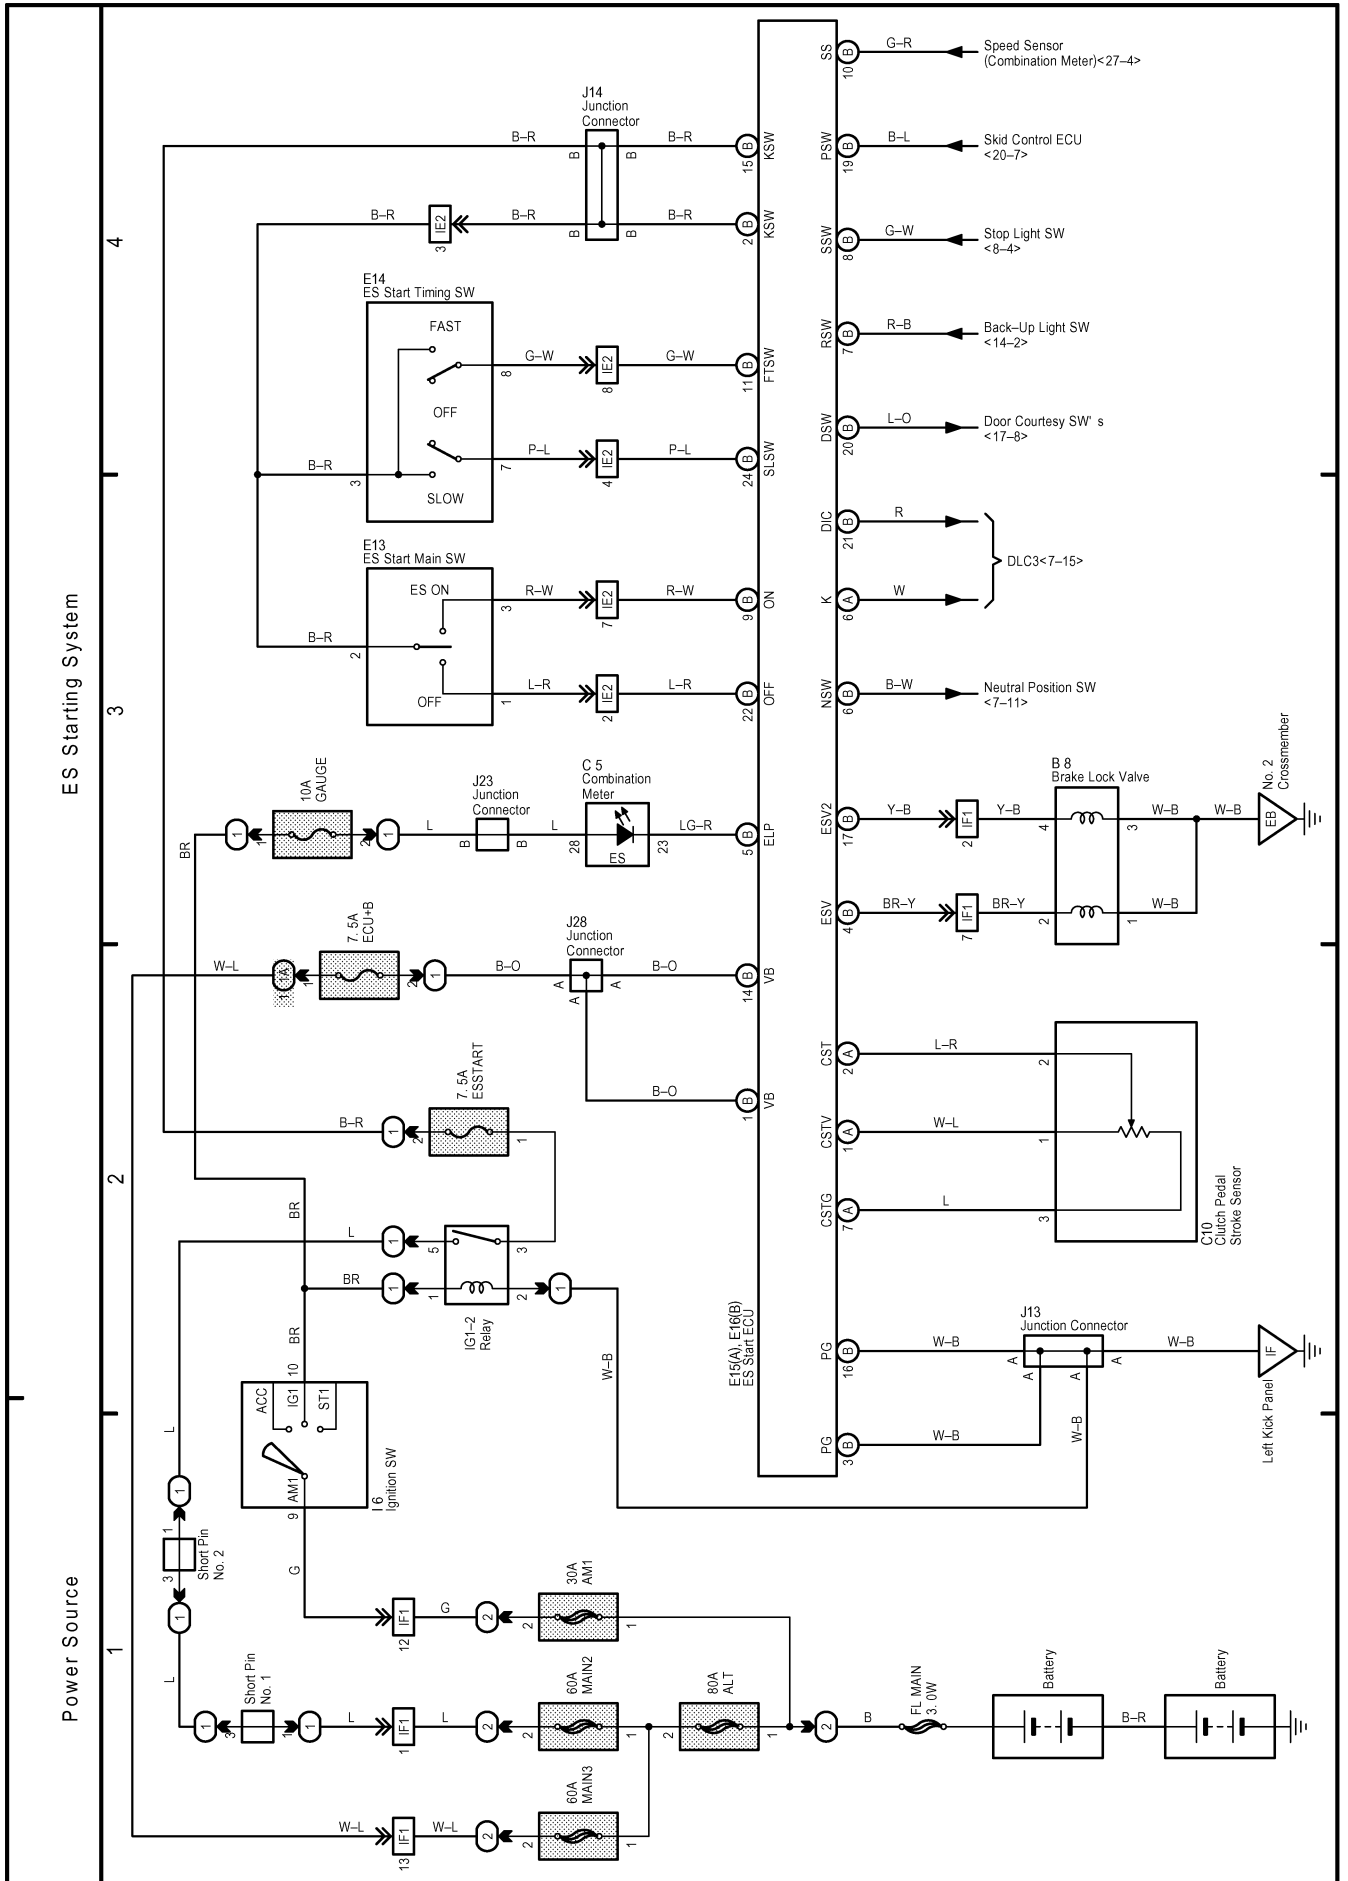 ES Starting System
Power Source
4
3
2
1
SS
10
B
G–R
Speed Sensor
(Combination Meter)<27–4>
J14
Junction
Connector
B–R
B
B
B–R
15
B
KSW
PSW
19
B
B–L
Skid Control ECU
<20–7>
B–R
3
IE2
B–R
B
B
B–R
2
B
KSW
SSW
8
B
G–W
Stop Light SW
<8–4>
E14
ES Start Timing SW
FAST
OFF
SLOW
B–R
3
8
G–W
8
IE2
G–W
11
B
FTSW
7
P–L
4
IE2
P–L
24
B
SLSW
RSW
7
B
R–B
Back–Up Light SW
<14–2>
DSW
20
B
L–O
Door Courtesy SW' s
<17–8>
DIC
21
B
R
DLC3<7–15>
K
6
A
W
E13
ES Start Main SW
ES ON
OFF
B–R
2
3
R–W
7
IE2
R–W
9
B
ON
1
L–R
2
IE2
L–R
22
B
OFF
NSW
6
B
B–W
Neutral Position SW
<7–11>
BR
1
1
10A
GAUGE
2
1
L
J23
Junction
Connector
B
B
L
C 5
Combination
Meter
28
ES
23
LG–R
5
B
ELP
ESV2
17
B
Y–B
2
IF1
Y–B
B 8
Brake Lock Valve
4
3
W–B
W–B
EB
No. 2
Crossmember
ESV
4
B
BR–Y
7
IF1
BR–Y
2
1
W–B
W–L
1
1A
1
7. 5A
ECU+B
2
1
B–O
J28
Junction
Connector
A
A
A
B–O
14
B
VB
B–O
1
B
VB
B–R
1
2
7. 5A
ESSTART
1
CST
2
A
L–R
2
CSTV
1
A
W–L
1
CSTG
7
A
L
3
C10
Clutch Pedal
Stroke Sensor
BR
L
1
5
3
BR
1
1
2
1
IG1–2
Relay
W–B
BR
10
ACC
IG1
ST1
AM1
9
I 6
Ignition SW
E15(A), E16(B)
ES Start ECU
PG
16
B
W–B
J13
Junction Connector
A
A
A
A
W–B
IF
Left Kick Panel
PG
3
B
W–B
W–B
L
1
1
3
Short Pin
No. 2
1
L
G
12
IF1
G
2
2
30A
AM1
1
1
3
Short Pin
No. 1
1
1
L
1
IF1
L
2
2
60A
MAIN2
1
2
80A
ALT
1
2
B
FL MAIN
3. 0W
Battery
B–R
Battery
W–L
13
IF1
W–L
2
2
60A
MAIN3
1